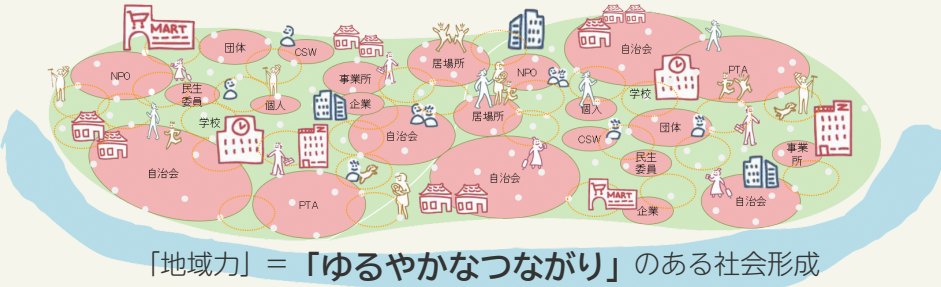 MART
団体
CSW
自治会
NPO
民生
委員
個人
事業所
企業
居場所
NPO
学校
PTA
居場所
個人
学校
自治会
CSW
団体
民生
委員
事業
所
自治会
自治会
PTA
MART
企業
自治会
「地域力」＝「ゆるやかなつながり」のある社会形成